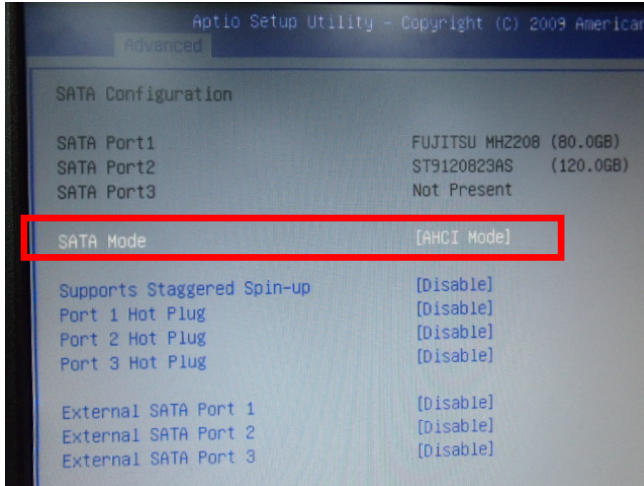 Aptio Setup Utility – Copyright (C) 2009 American
Advanced
SATA Configuration
SATA Port1 FUJITSU MHZ208 (80.0GB)
SATA Port2 ST9120823AS (120.0GB)
SATA Port3 Not Present
SATA Mode [AHCI Mode]
Supports Staggered Spin-up [Disable]
Port 1 Hot Plug [Disable]
Port 2 Hot Plug [Disable]
Port 3 Hot Plug [Disable]
External SATA Port 1 [Disable]
External SATA Port 2 [Disable]
External SATA Port 3 [Disable]